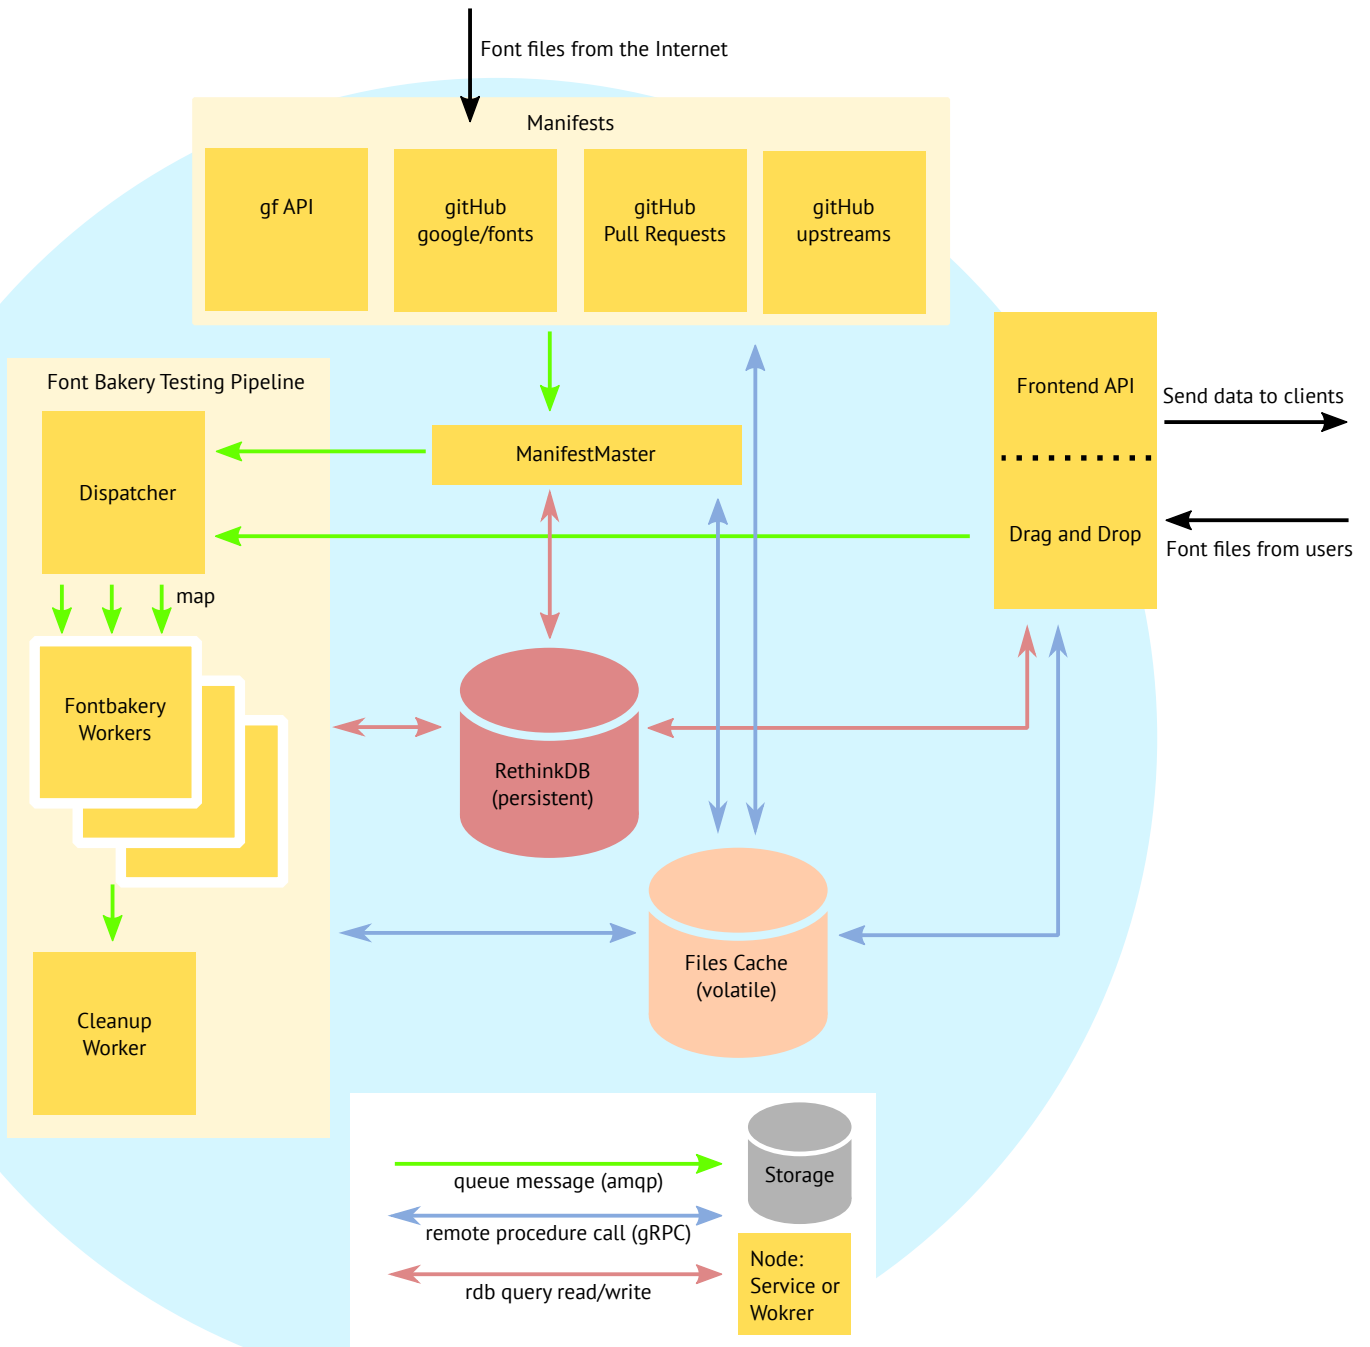 Font files from the Internet
Manifests
gf API
gitHub
google/fonts
gitHub
Pull Requests
gitHub
upstreams
Font Bakery Testing Pipeline
Frontend API
Send data to clients
ManifestMaster
Dispatcher
Drag and Drop
Font files from users
map
Fontbakery
Workers
RethinkDB
(persistent)
Files Cache
(volatile)
Cleanup
Worker
queue message (amqp)
remote procedure call (gRPC)
rdb query read/write
Storage
Node:
Service or
Wokrer